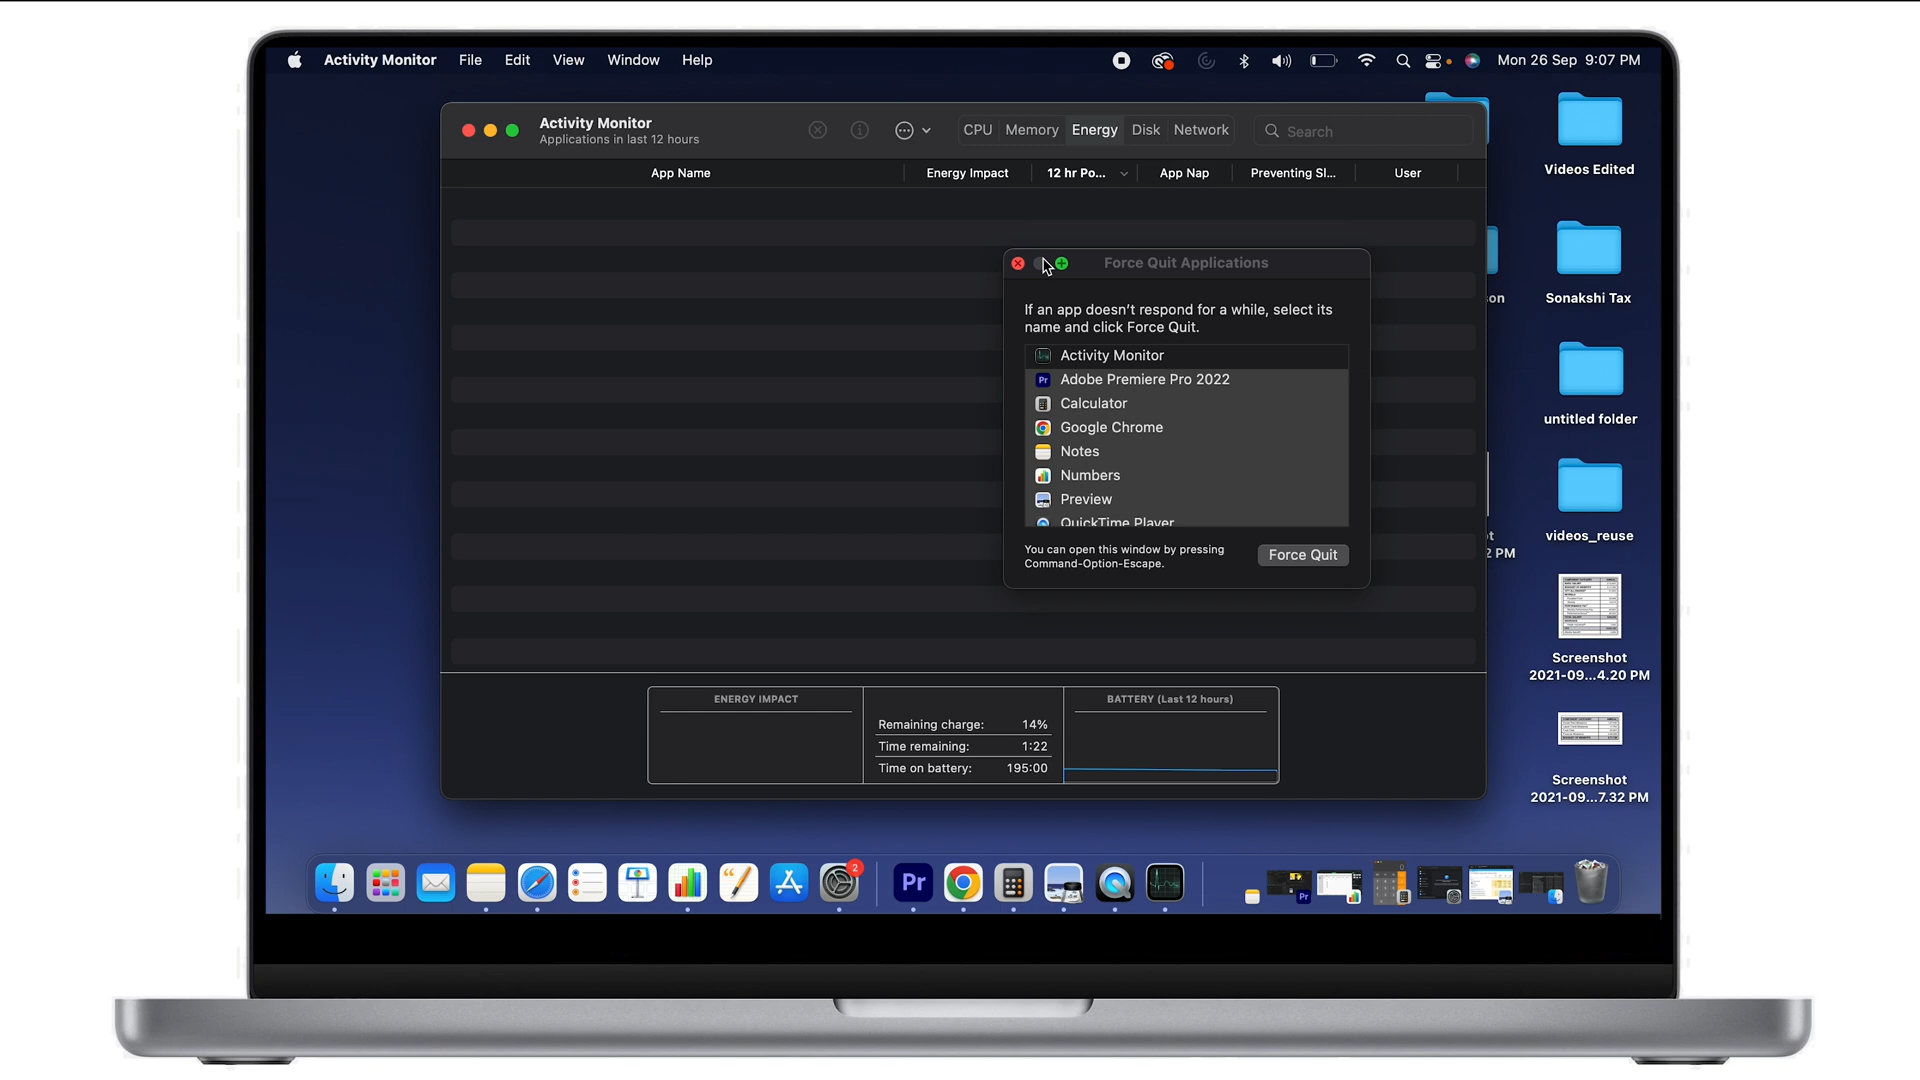 Activity Monitor File Edit View Window Help
Mon 26 Sep 9:07 PM
Activity Monitor
Applications in last 12 hours
CPU Memory Energy Disk Network
Search
App Name Energy Impact 12 hr Po... App Nap Preventing Sl... User
Force Quit Applications
If an app doesn't respond for a while, select its
name and click Force Quit.
Activity Monitor
Pr Adobe Premiere Pro 2022
Calculator
Google Chrome
Notes
Numbers
Preview
QuickTime Player
You can open this window by pressing
Command-Option-Escape.
Force Quit
ENERGY IMPACT
Remaining charge: 14%
Time remaining: 1:22
Time on battery: 195:00
BATTERY (Last 12 hours)
Videos Edited
on
Sonakshi Tax
untitled folder
t
2 PM
videos_reuse
Screenshot
2021-09...4.20 PM
Screenshot
2021-09...7.32 PM
2
Pr
Pr